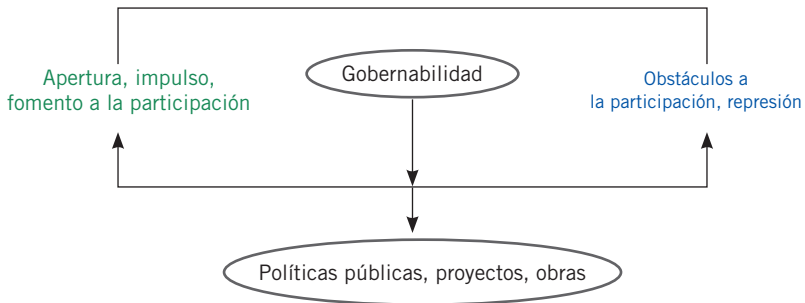 Apertura, impulso,
fomento a la participación
Gobernabilidad
Obstáculos a
la participación, represión
Políticas públicas, proyectos, obras